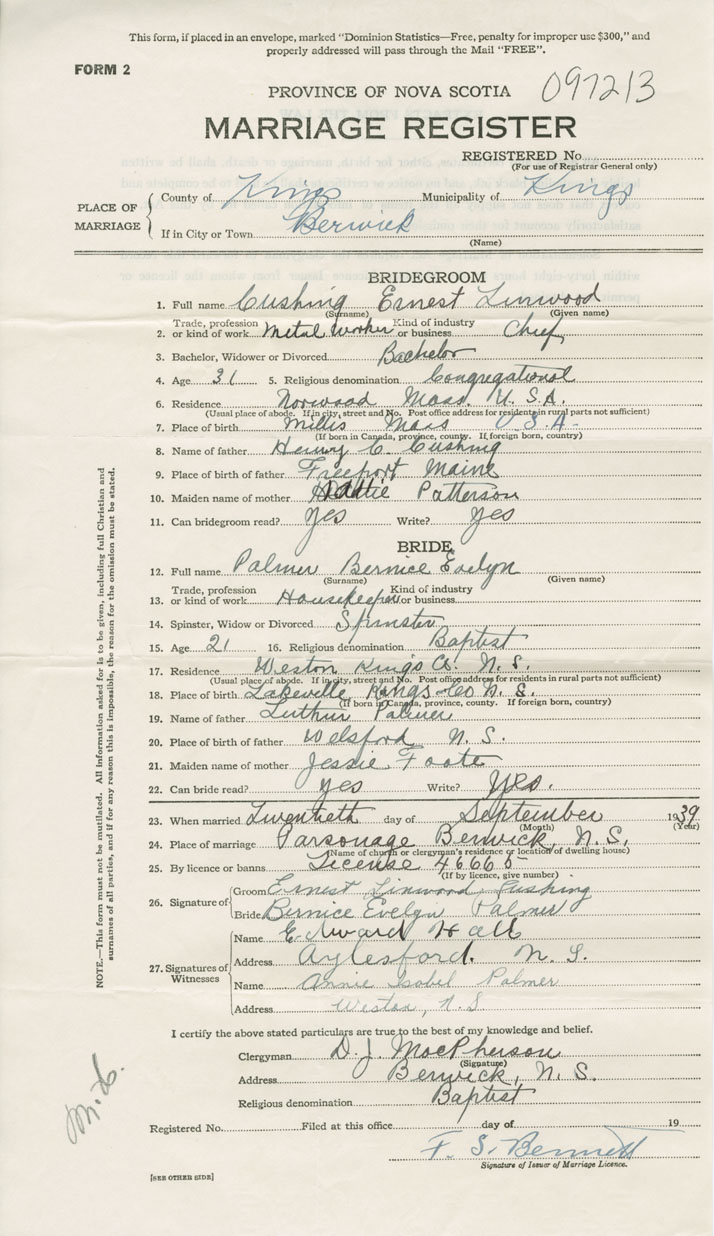 This form, if placed in an envelope, marked "Dominion Statistics—Free, penalty for improper use $300," and
properly addressed will pass through the Mail "FREE".
FORM 2
PROVINCE OF NOVA SCOTIA
097213
MARRIAGE REGISTER
REGISTERED No.
(For use of Registrar General only)
PLACE OF MARRIAGE
County of Kings Municipality of Kings
If in City or Town Berwick
(Name)
BRIDEGROOM
1. Full name Cushing Ernest Linwood
(Surname) (Given name)
2. Trade, profession or kind of work Metal Worker Kind of industry or business Chief
3. Bachelor, Widower or Divorced Bachelor
4. Age 31 5. Religious denomination Congregational
6. Residence Norwood Mass. U.S.A.
(Usual place of abode. If in city, street and No. Post office address for residents in rural parts not sufficient)
7. Place of birth Millis Mass U.S.A.
(If born in Canada, province, county. If foreign born, country)
8. Name of father Henry C. Cushing
9. Place of birth of father Freeport Maine
10. Maiden name of mother Hattie Patterson
11. Can bridegroom read? Yes Write? Yes
BRIDE
12. Full name Palmer Bernice Evelyn
(Surname) (Given name)
13. Trade, profession or kind of work Housekeeper Kind of industry or business
14. Spinster, Widow or Divorced Spinster
15. Age 21 16. Religious denomination Baptist
17. Residence Weston Kings Co. N.S.
(Usual place of abode. If in city, street and No. Post office address for residents in rural parts not sufficient)
18. Place of birth Lakeville Kings Co N.S.
(If born in Canada, province, county. If foreign born, country)
19. Name of father Luther Palmer
20. Place of birth of father Welsford N.S.
21. Maiden name of mother Jessie Foote
22. Can bride read? yes Write? Yes.
23. When married Twentieth day of September 1939
(Month) (Year)
24. Place of marriage Parsonage Berwick, N.S.
(Name of church or clergyman's residence or location of dwelling house)
25. By licence or banns License 46665
(If by licence, give number)
26. Signature of
Groom Ernest Linwood Cushing
Bride Bernice Evelyn Palmer
27. Signatures of Witnesses
Name Edward Hall
Address Aylesford. N.S.
Name Annie Isobel Palmer
Address Weston, N.S
I certify the above stated particulars are true to the best of my knowledge and belief.
Clergyman D. J. MacPherson
(Signature)
Address Berwick, N.S.
Religious denomination Baptist
Registered No. Filed at this office day of 19
F. S. Bennett
Signature of Issuer of Marriage Licence.
[SEE OTHER SIDE]
NOTE.—This form must not be mutilated. All information asked for is to be given, including full Christian and
surnames of all parties, and if for any reason this is impossible, the reason for the omission must be stated.